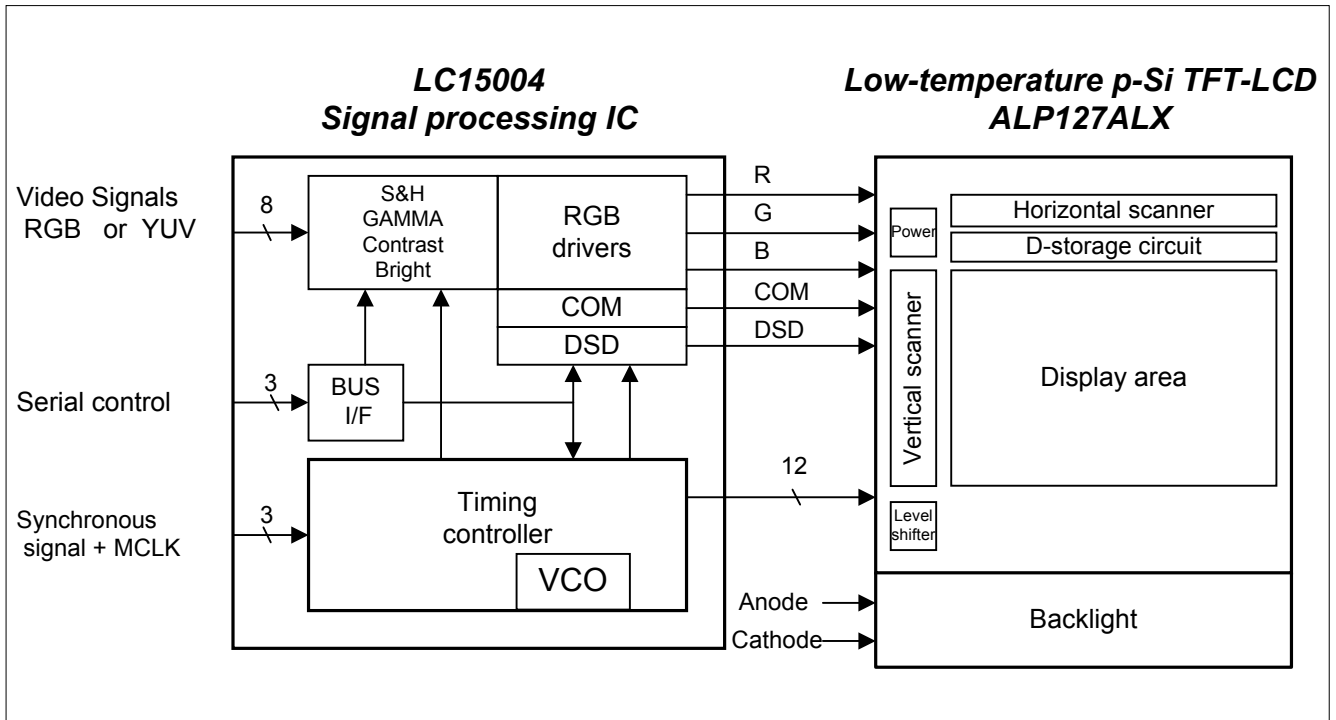 LC15004
Signal processing IC
Low-temperature p-Si TFT-LCD
ALP127ALX
Video Signals
RGB or YUV
8
S&H
GAMMA
Contrast
Bright
RGB
drivers
COM
DSD
R
G
B
COM
DSD
Power
Horizontal scanner
D-storage circuit
Vertical scanner
Display area
Serial control
3
BUS
I/F
Synchronous
signal + MCLK
3
Timing
controller
VCO
12
Level
shifter
Anode
Cathode
Backlight